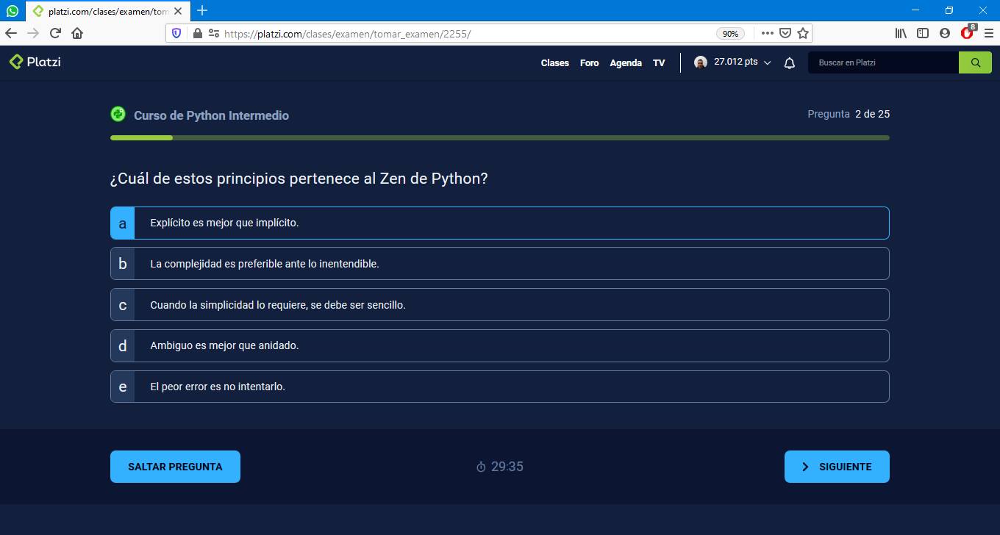 platzi.com/clases/examen/tom
https://platzi.com/clases/examen/tomar_examen/2255/
90%
8
Platzi
Clases
Foro
Agenda
TV
27.012 pts
Buscar en Platzi
Curso de Python Intermedio
Pregunta 2 de 25
¿Cuál de estos principios pertenece al Zen de Python?
a Explícito es mejor que implícito.
b La complejidad es preferible ante lo inentendible.
c Cuando la simplicidad lo requiere, se debe ser sencillo.
d Ambiguo es mejor que anidado.
e El peor error es no intentarlo.
SALTAR PREGUNTA
29:35
SIGUIENTE